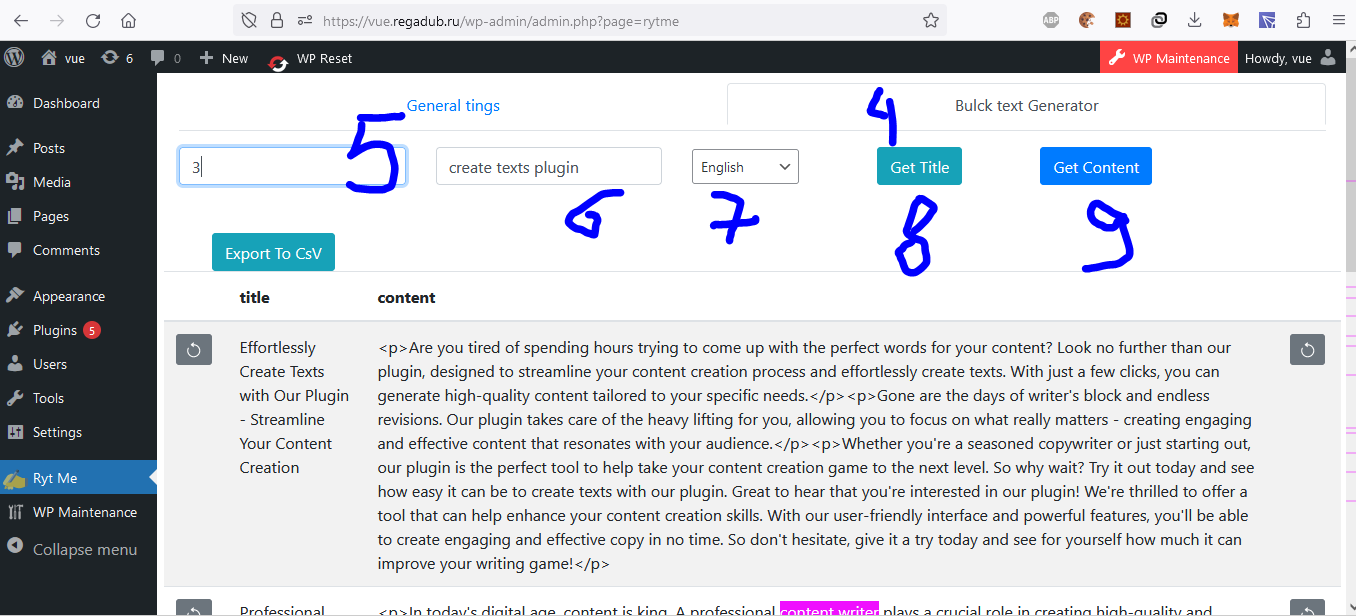 https://vue.regadub.ru/wp-admin/admin.php?page=rytme
ABP
vue 6 0 New WP Reset WP Maintenance Howdy, vue
Dashboard
Posts
Media
Pages
Comments
Appearance
Plugins 5
Users
Tools
Settings
Ryt Me
WP Maintenance
Collapse menu
General tings Bulck text Generator
4
3 create texts plugin English Get Title Get Content
5 6 7 8 9
Export To CsV
title content
Effortlessly
Create Texts
with Our Plugin
- Streamline
Your Content
Creation
<p>Are you tired of spending hours trying to come up with the perfect words for your content? Look no further than our
plugin, designed to streamline your content creation process and effortlessly create texts. With just a few clicks, you can
generate high-quality content tailored to your specific needs.</p><p>Gone are the days of writer's block and endless
revisions. Our plugin takes care of the heavy lifting for you, allowing you to focus on what really matters - creating engaging
and effective content that resonates with your audience.</p><p>Whether you're a seasoned copywriter or just starting out,
our plugin is the perfect tool to help take your content creation game to the next level. So why wait? Try it out today and see
how easy it can be to create texts with our plugin. Great to hear that you're interested in our plugin! We're thrilled to offer a
tool that can help enhance your content creation skills. With our user-friendly interface and powerful features, you'll be able
to create engaging and effective copy in no time. So don't hesitate, give it a try today and see for yourself how much it can
improve your writing game!</p>
Professional <p>In today's digital age, content is king. A professional content writer plays a crucial role in creating high-quality and